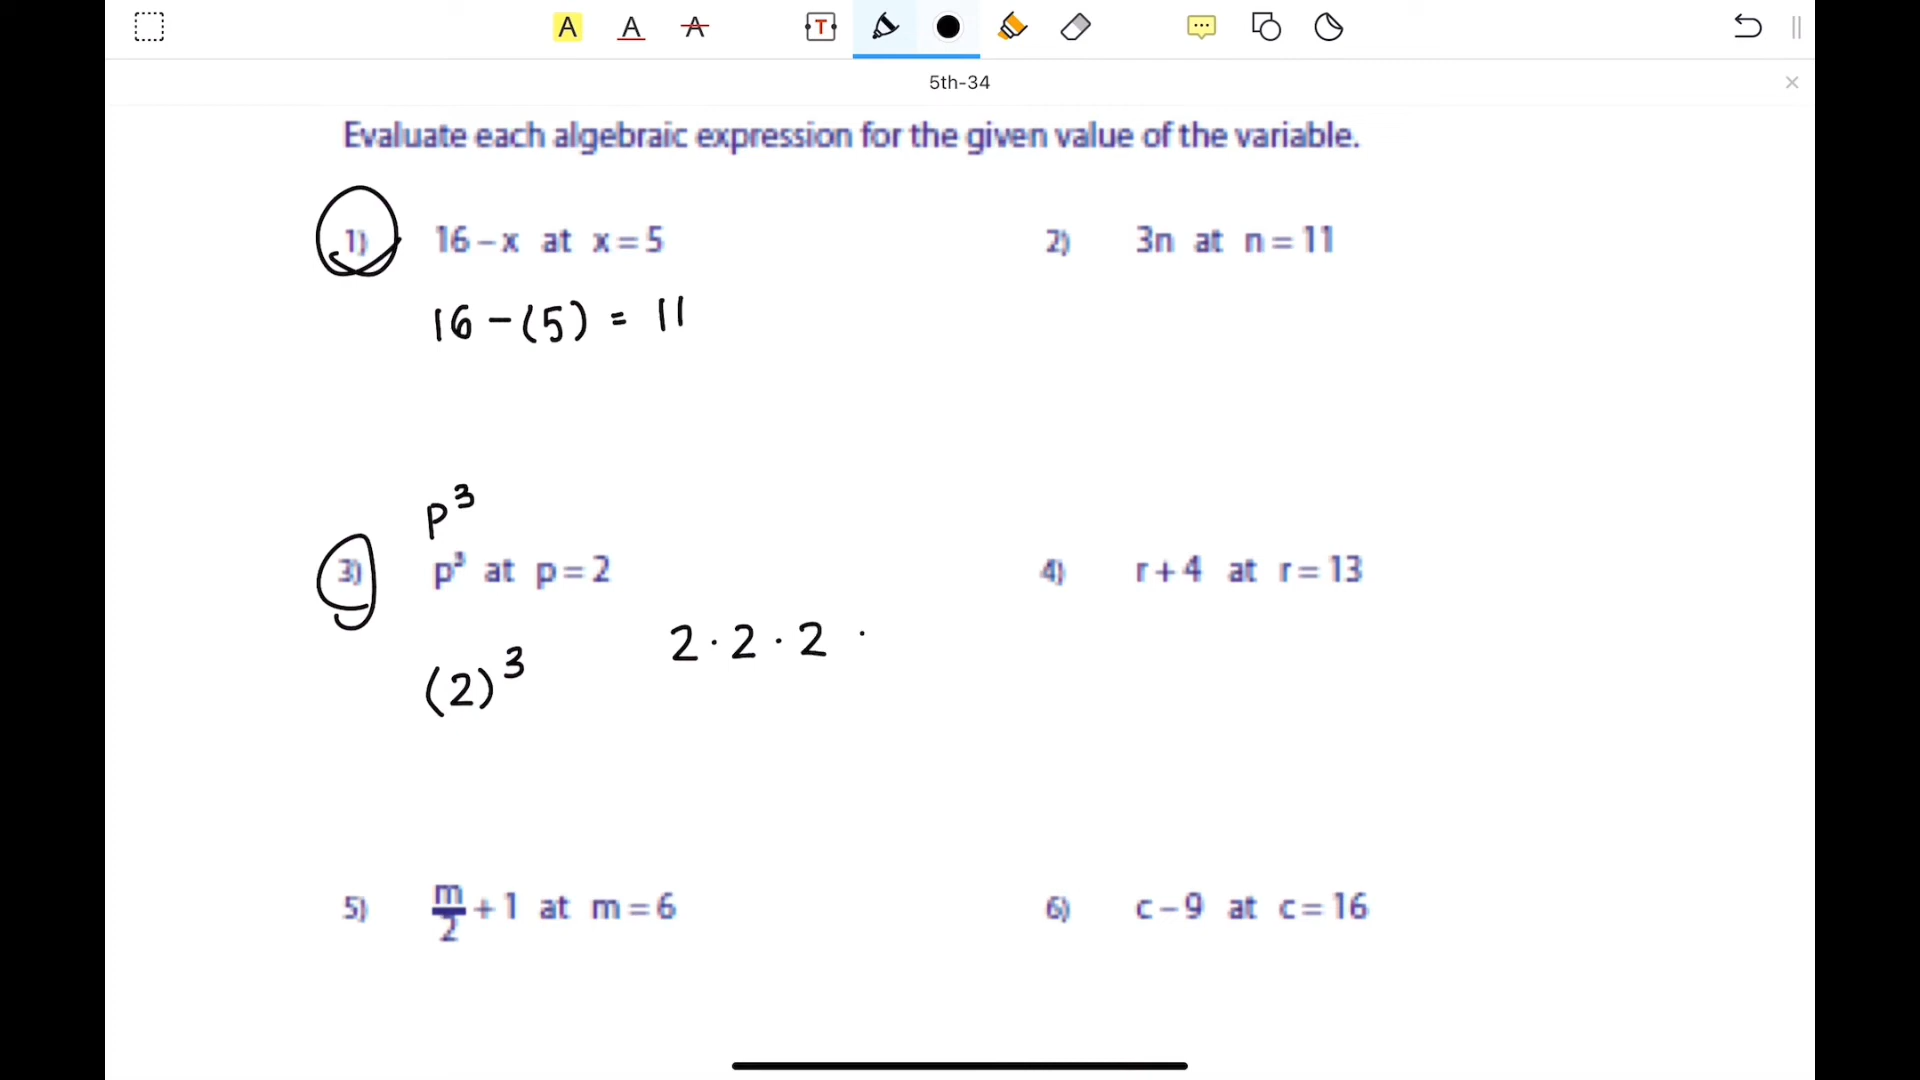 A A A T
5th-34
Evaluate each algebraic expression for the given value of the variable.
1) 16 – x at x = 5
16 - (5) = 11
2) 3n at n = 11
p³
3) p³ at p = 2
(2)³ 2 · 2 · 2 ·
4) r + 4 at r = 13
5) m/2 + 1 at m = 6
6) c – 9 at c = 16